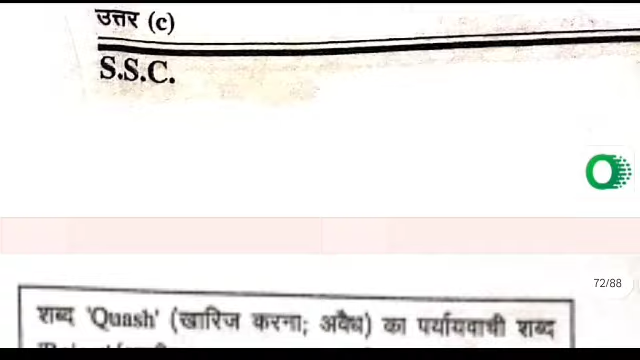 उत्तर (c)
S.S.C.
72/88
शब्द 'Quash' (खारिज करना; अवैध) का पर्यायवाची शब्द